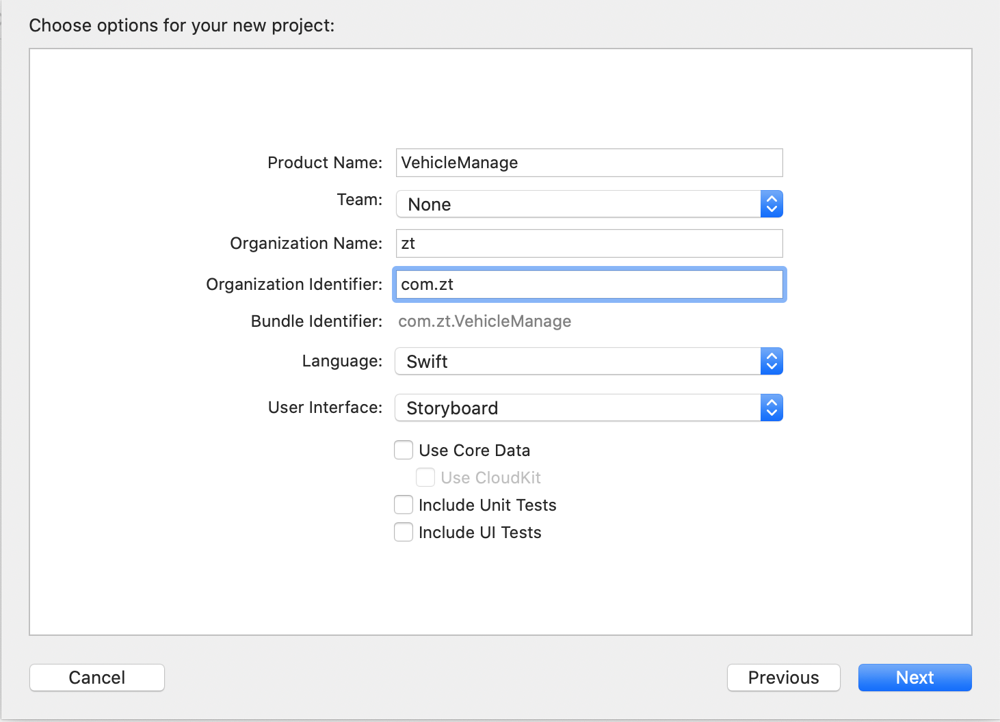 Choose options for your new project:
Product Name: VehicleManage
Team: None
Organization Name: zt
Organization Identifier: com.zt
Bundle Identifier: com.zt.VehicleManage
Language: Swift
User Interface: Storyboard
Use Core Data
Use CloudKit
Include Unit Tests
Include UI Tests
Cancel Previous Next